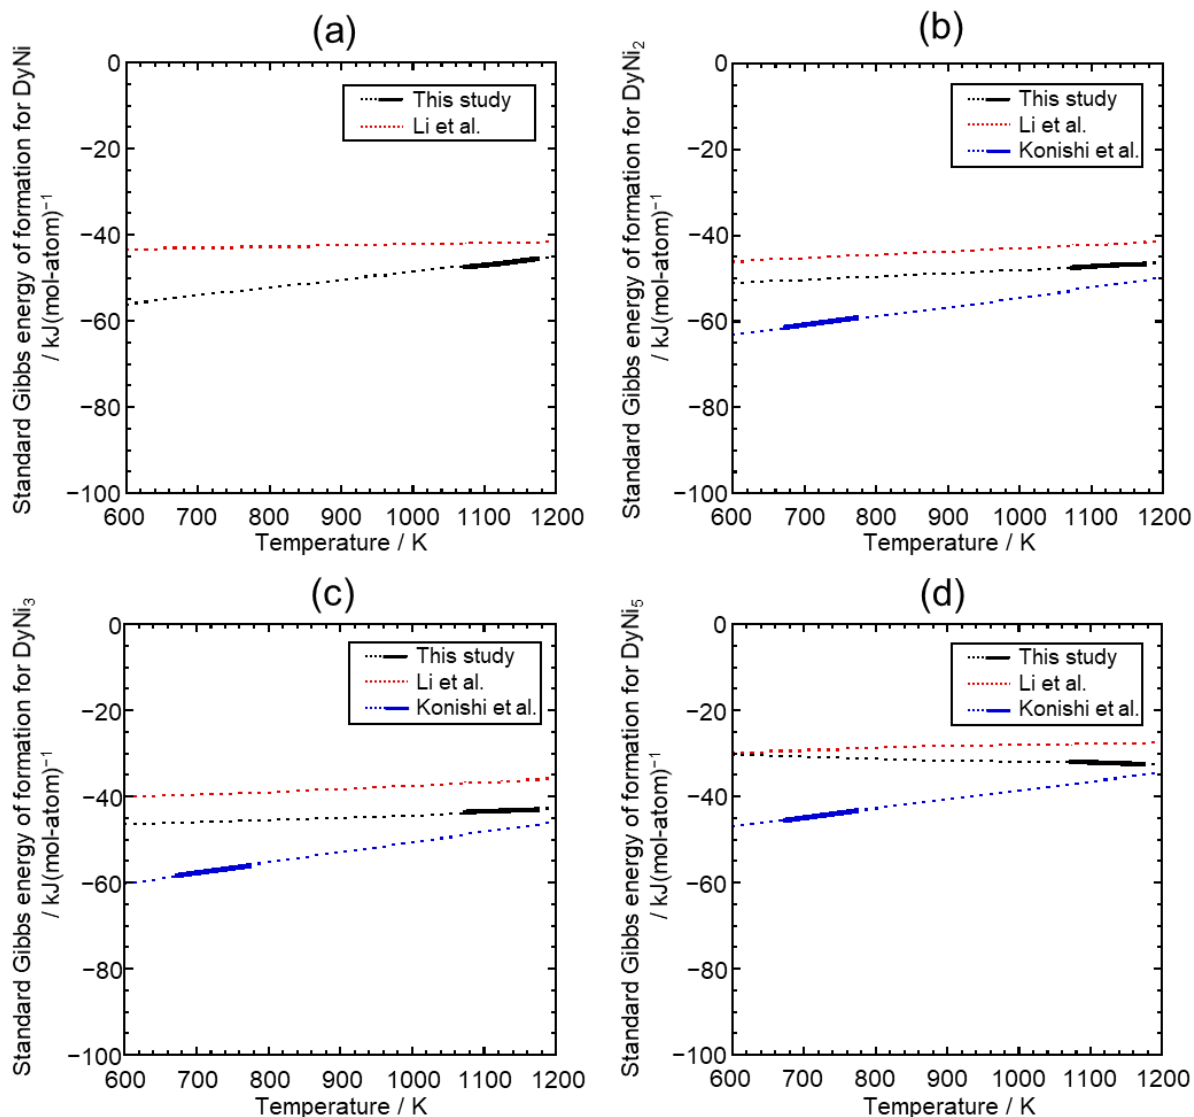 (a)
Standard Gibbs energy of formation for DyNi
/ kJ(mol-atom)⁻¹
0
−20
−40
−60
−80
−100
This study
Li et al.
600 700 800 900 1000 1100 1200
Temperature / K
(b)
Standard Gibbs energy of formation for DyNi₂
/ kJ(mol-atom)⁻¹
0
−20
−40
−60
−80
−100
This study
Li et al.
Konishi et al.
600 700 800 900 1000 1100 1200
Temperature / K
(c)
Standard Gibbs energy of formation for DyNi₃
/ kJ(mol-atom)⁻¹
0
−20
−40
−60
−80
−100
This study
Li et al.
Konishi et al.
600 700 800 900 1000 1100 1200
Temperature / K
(d)
Standard Gibbs energy of formation for DyNi₅
/ kJ(mol-atom)⁻¹
0
−20
−40
−60
−80
−100
This study
Li et al.
Konishi et al.
600 700 800 900 1000 1100 1200
Temperature / K